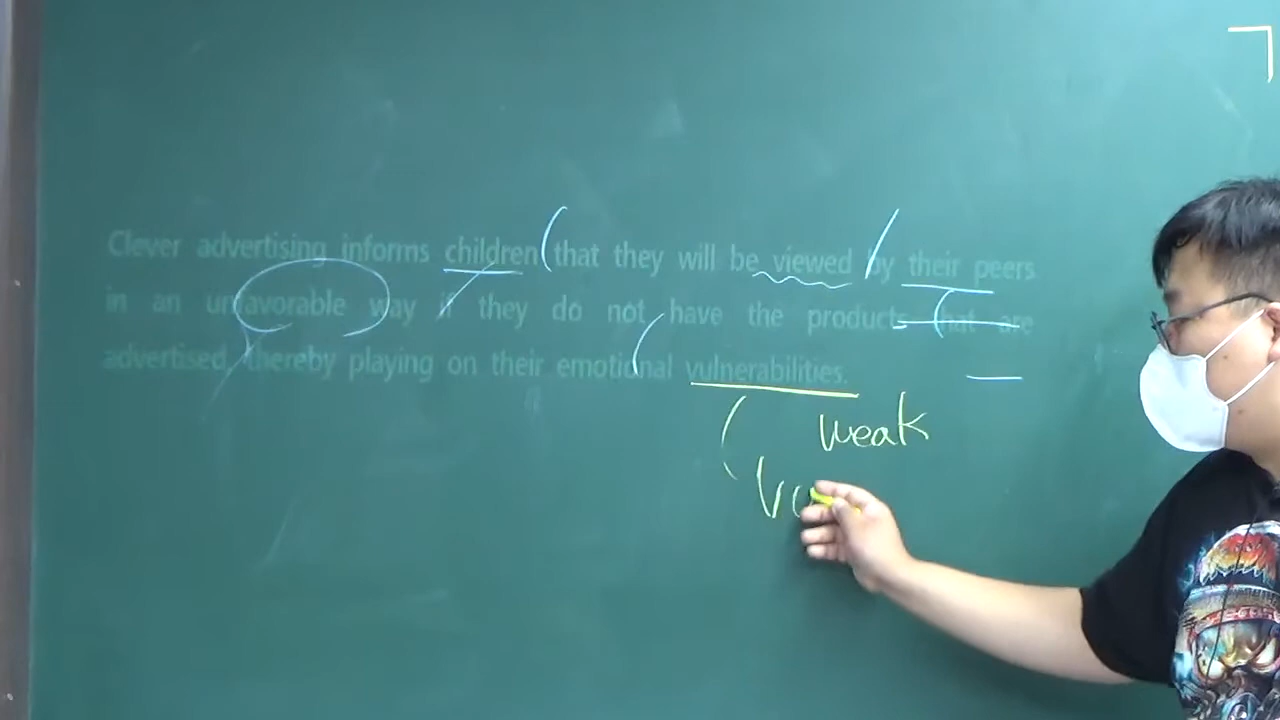 Clever advertising informs children that they will be viewed by their peers
in an unfavorable way if they do not have the products that are
advertised, thereby playing on their emotional vulnerabilities.
weak